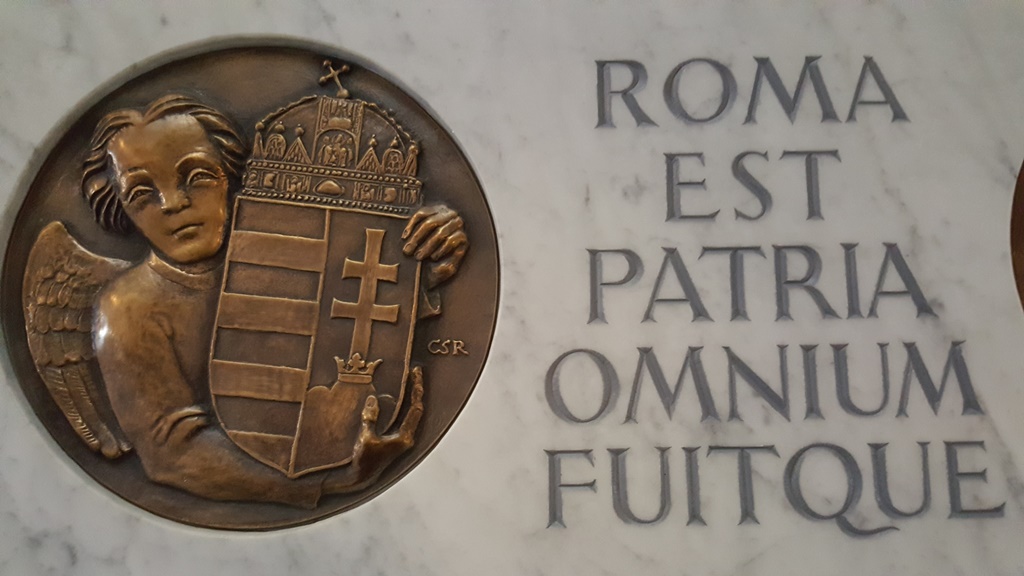 CSR
ROMA
EST
PATRIA
OMNIUM
FUITQUE